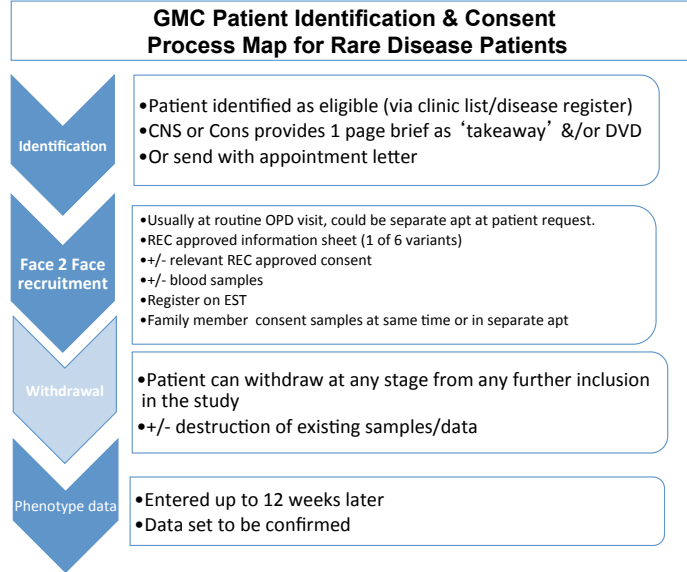 GMC Patient Identification & Consent
Process Map for Rare Disease Patients
Identification
•Patient identified as eligible (via clinic list/disease register)
•CNS or Cons provides 1 page brief as ‘takeaway’ &/or DVD
•Or send with appointment letter
Face 2 Face
recruitment
•Usually at routine OPD visit, could be separate apt at patient request.
•REC approved information sheet (1 of 6 variants)
•+/- relevant REC approved consent
•+/- blood samples
•Register on EST
•Family member consent samples at same time or in separate apt
Withdrawal
•Patient can withdraw at any stage from any further inclusion
in the study
•+/- destruction of existing samples/data
Phenotype data
•Entered up to 12 weeks later
•Data set to be confirmed